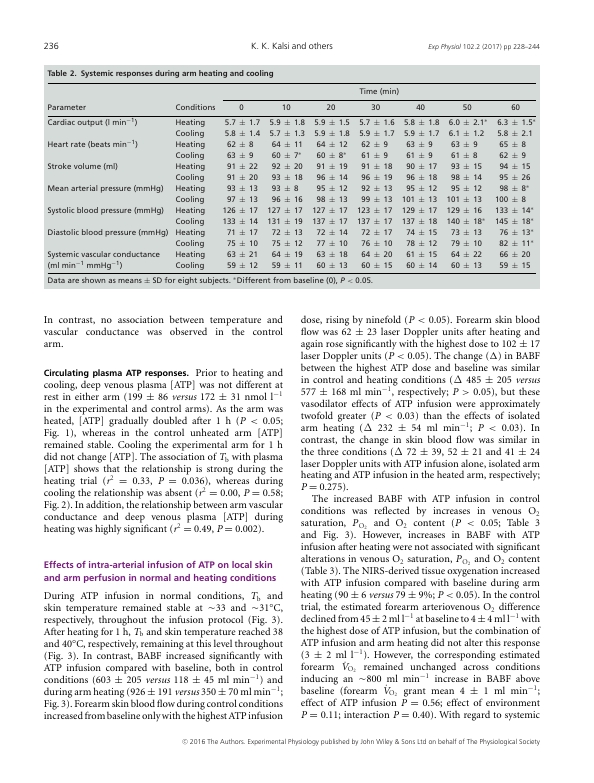 236
K. K. Kalsi and others
Exp Physiol 102.2 (2017) pp 228–244
Table 2. Systemic responses during arm heating and cooling
Time (min)
Parameter Conditions 0 10 20 30 40 50 60
Cardiac output (l min−1) Heating 5.7 ± 1.7 5.9 ± 1.8 5.9 ± 1.5 5.7 ± 1.6 5.8 ± 1.8 6.0 ± 2.1* 6.3 ± 1.5*
Cooling 5.8 ± 1.4 5.7 ± 1.3 5.9 ± 1.8 5.9 ± 1.7 5.9 ± 1.7 6.1 ± 1.2 5.8 ± 2.1
Heart rate (beats min−1) Heating 62 ± 8 64 ± 11 64 ± 12 62 ± 9 63 ± 9 63 ± 9 65 ± 8
Cooling 63 ± 9 60 ± 7* 60 ± 8* 61 ± 9 61 ± 9 61 ± 8 62 ± 9
Stroke volume (ml) Heating 91 ± 22 92 ± 20 91 ± 19 91 ± 18 90 ± 17 93 ± 15 94 ± 15
Cooling 91 ± 20 93 ± 18 96 ± 14 96 ± 19 96 ± 18 98 ± 14 95 ± 26
Mean arterial pressure (mmHg) Heating 93 ± 13 93 ± 8 95 ± 12 92 ± 13 95 ± 12 95 ± 12 98 ± 8*
Cooling 97 ± 13 96 ± 16 98 ± 13 99 ± 13 101 ± 13 101 ± 13 100 ± 8
Systolic blood pressure (mmHg) Heating 126 ± 17 127 ± 17 127 ± 17 123 ± 17 129 ± 17 129 ± 16 133 ± 14*
Cooling 133 ± 14 131 ± 19 137 ± 17 137 ± 17 137 ± 18 140 ± 18* 145 ± 18*
Diastolic blood pressure (mmHg) Heating 71 ± 17 72 ± 13 72 ± 14 72 ± 17 74 ± 15 73 ± 13 76 ± 13*
Cooling 75 ± 10 75 ± 12 77 ± 10 76 ± 10 78 ± 12 79 ± 10 82 ± 11*
Systemic vascular conductance Heating 63 ± 21 64 ± 19 63 ± 18 64 ± 20 61 ± 15 64 ± 22 66 ± 20
(ml min−1 mmHg−1) Cooling 59 ± 12 59 ± 11 60 ± 13 60 ± 15 60 ± 14 60 ± 13 59 ± 15
Data are shown as means ± SD for eight subjects. *Different from baseline (0), P < 0.05.
In contrast, no association between temperature and
vascular conductance was observed in the control
arm.
Circulating plasma ATP responses. Prior to heating and
cooling, deep venous plasma [ATP] was not different at
rest in either arm (199 ± 86 versus 172 ± 31 nmol l−1
in the experimental and control arms). As the arm was
heated, [ATP] gradually doubled after 1 h (P < 0.05;
Fig. 1), whereas in the control unheated arm [ATP]
remained stable. Cooling the experimental arm for 1 h
did not change [ATP]. The association of Tb with plasma
[ATP] shows that the relationship is strong during the
heating trial (r2 = 0.33, P = 0.036), whereas during
cooling the relationship was absent (r2 = 0.00, P = 0.58;
Fig. 2). In addition, the relationship between arm vascular
conductance and deep venous plasma [ATP] during
heating was highly significant (r2 = 0.49, P = 0.002).
Effects of intra-arterial infusion of ATP on local skin
and arm perfusion in normal and heating conditions
During ATP infusion in normal conditions, Tb and
skin temperature remained stable at ~33 and ~31°C,
respectively, throughout the infusion protocol (Fig. 3).
After heating for 1 h, Tb and skin temperature reached 38
and 40°C, respectively, remaining at this level throughout
(Fig. 3). In contrast, BABF increased significantly with
ATP infusion compared with baseline, both in control
conditions (603 ± 205 versus 118 ± 45 ml min−1) and
during arm heating (926 ± 191 versus 350 ± 70 ml min−1;
Fig. 3). Forearm skin blood flow during control conditions
increased from baseline only with the highest ATP infusion
dose, rising by ninefold (P < 0.05). Forearm skin blood
flow was 62 ± 23 laser Doppler units after heating and
again rose significantly with the highest dose to 102 ± 17
laser Doppler units (P < 0.05). The change (Δ) in BABF
between the highest ATP dose and baseline was similar
in control and heating conditions (Δ 485 ± 205 versus
577 ± 168 ml min−1, respectively; P > 0.05), but these
vasodilator effects of ATP infusion were approximately
twofold greater (P < 0.03) than the effects of isolated
arm heating (Δ 232 ± 54 ml min−1; P < 0.03). In
contrast, the change in skin blood flow was similar in
the three conditions (Δ 72 ± 39, 52 ± 21 and 41 ± 24
laser Doppler units with ATP infusion alone, isolated arm
heating and ATP infusion in the heated arm, respectively;
P = 0.275).
The increased BABF with ATP infusion in control
conditions was reflected by increases in venous O2
saturation, PO2 and O2 content (P < 0.05; Table 3
and Fig. 3). However, increases in BABF with ATP
infusion after heating were not associated with significant
alterations in venous O2 saturation, PO2 and O2 content
(Table 3). The NIRS-derived tissue oxygenation increased
with ATP infusion compared with baseline during arm
heating (90 ± 6 versus 79 ± 9%; P < 0.05). In the control
trial, the estimated forearm arteriovenous O2 difference
declined from 45 ± 2 ml l−1 at baseline to 4 ± 4 ml l−1 with
the highest dose of ATP infusion, but the combination of
ATP infusion and arm heating did not alter this response
(3 ± 2 ml l−1). However, the corresponding estimated
forearm V̇O2 remained unchanged across conditions
inducing an ~800 ml min−1 increase in BABF above
baseline (forearm V̇O2 grant mean 4 ± 1 ml min−1;
effect of ATP infusion P = 0.56; effect of environment
P = 0.11; interaction P = 0.40). With regard to systemic
© 2016 The Authors. Experimental Physiology published by John Wiley & Sons Ltd on behalf of The Physiological Society